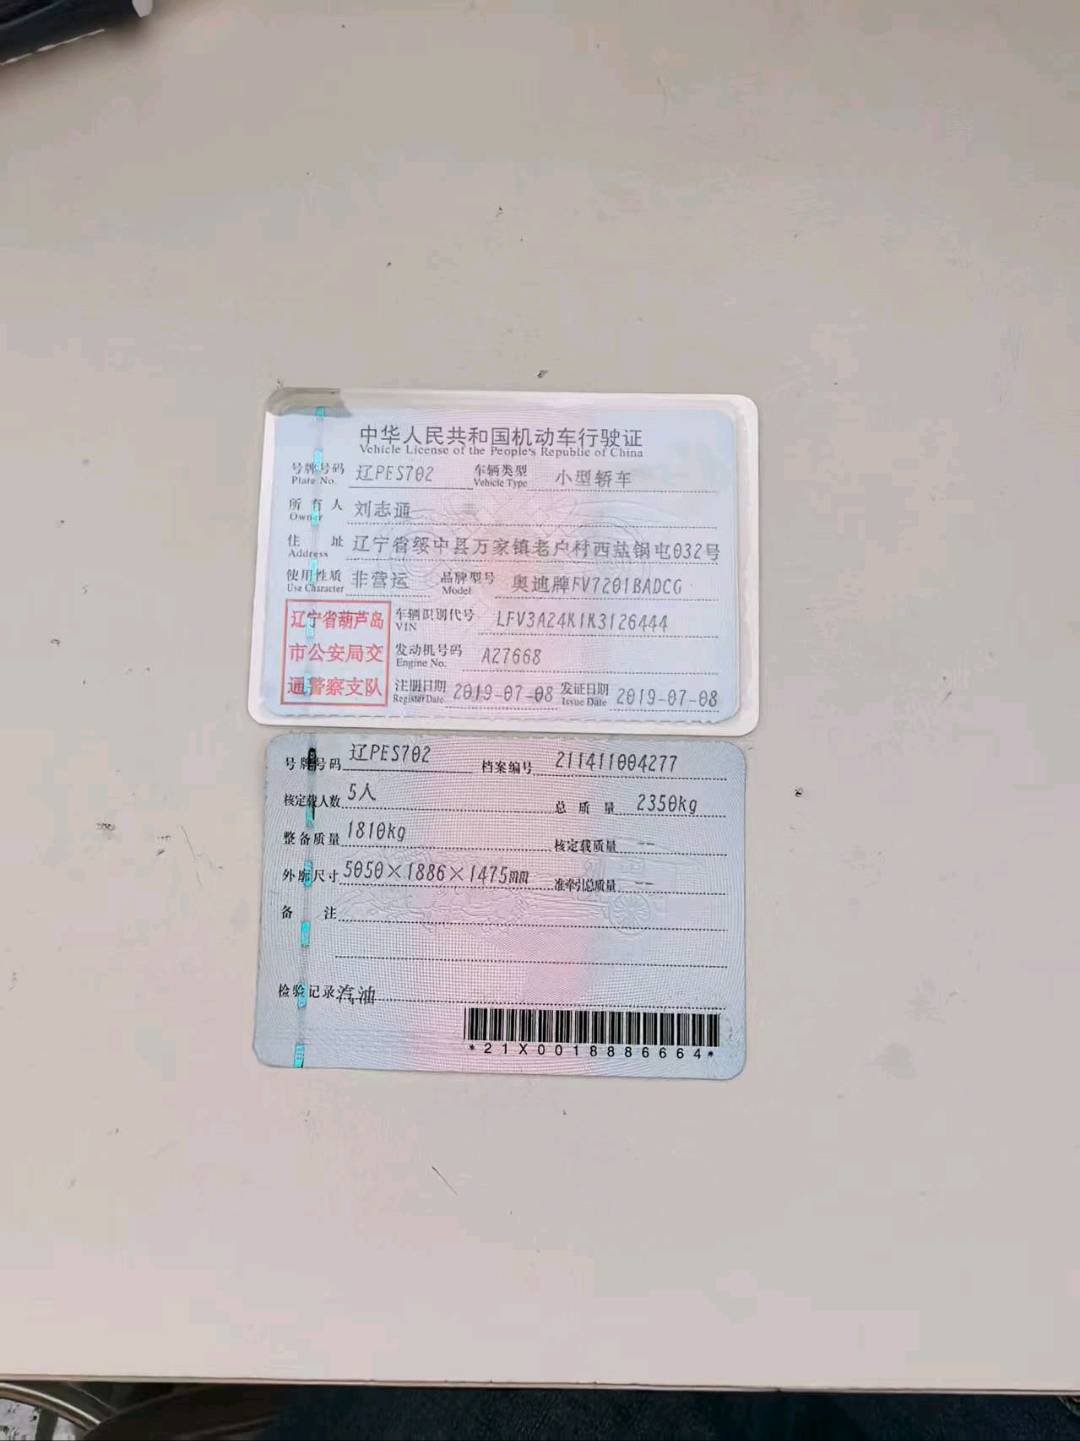 中华人民共和国机动车行驶证
Vehicle License of the People's Republic of China
号牌号码 辽PES702 车辆类型 小型轿车
Plate No. Vehicle Type
所有人 刘志通
Owner
住址 辽宁省绥中县万家镇老户村西盐锅屯032号
Address
使用性质 非营运 品牌型号 奥迪牌FV7201BADCG
Use Character Model
辽宁省葫芦岛
市公安局交
通警察支队
车辆识别代号 LFV3A24K1K3126444
VIN
发动机号码 A27668
Engine No.
注册日期 2019-07-08 发证日期 2019-07-08
Register Date Issue Date
号牌号码 辽PES702 档案编号 211411004277
核定载人数 5人 总质量 2350kg
整备质量 1810kg 核定载质量 --
外廓尺寸 5050×1886×1475mm 准牵引总质量 --
备注
检验记录 汽油
*21X0018886664*